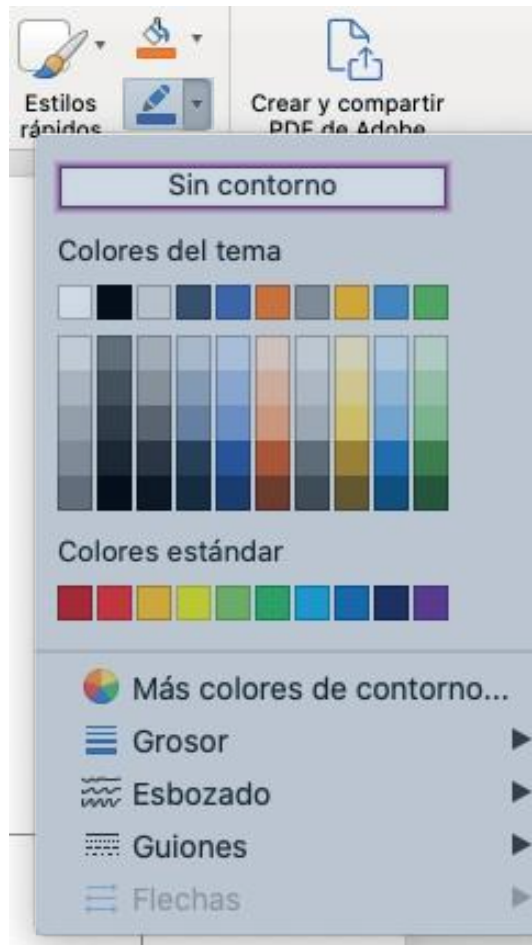 Estilos
rápidos
Crear y compartir
PDF de Adobe
Sin contorno
Colores del tema
Colores estándar
Más colores de contorno...
Grosor
Esbozado
Guiones
Flechas